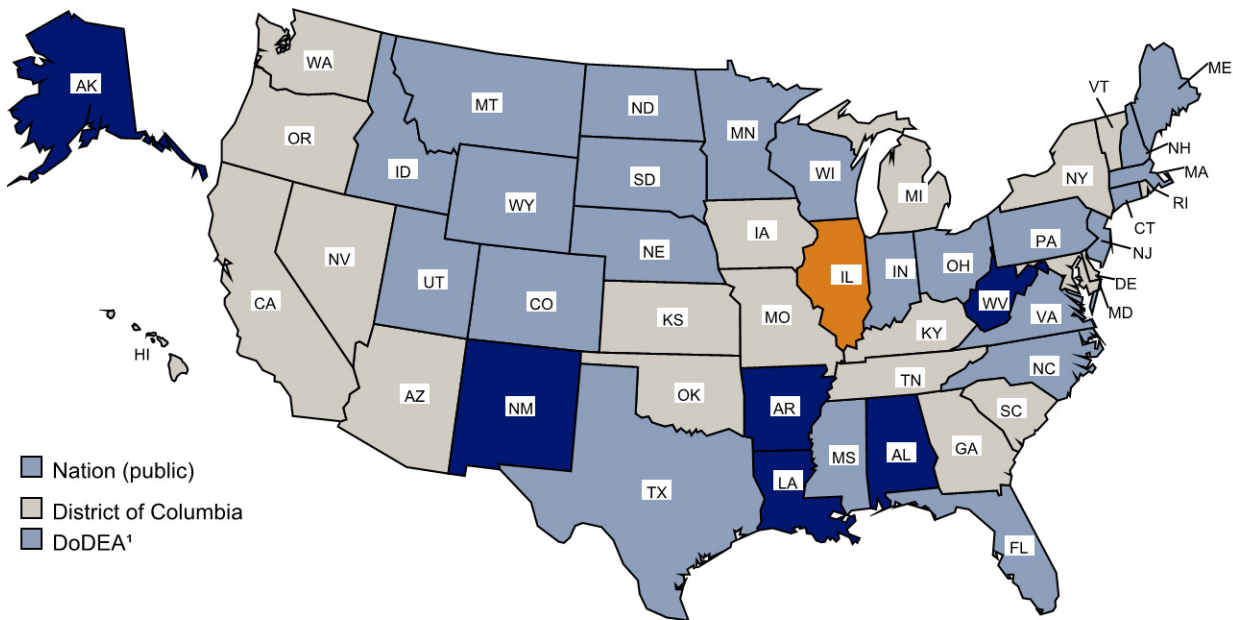 AK
WA
MT
ND
MN
VT
ME
OR
ID
SD
WI
NH
MA
WY
MI
NY
RI
IA
CT
NE
PA
NJ
NV
UT
CO
IL
IN
OH
DE
CA
WV
MD
KS
MO
KY
VA
HI
AZ
NM
OK
AR
TN
NC
SC
MS
AL
GA
LA
TX
FL
Nation (public)
District of Columbia
DoDEA¹